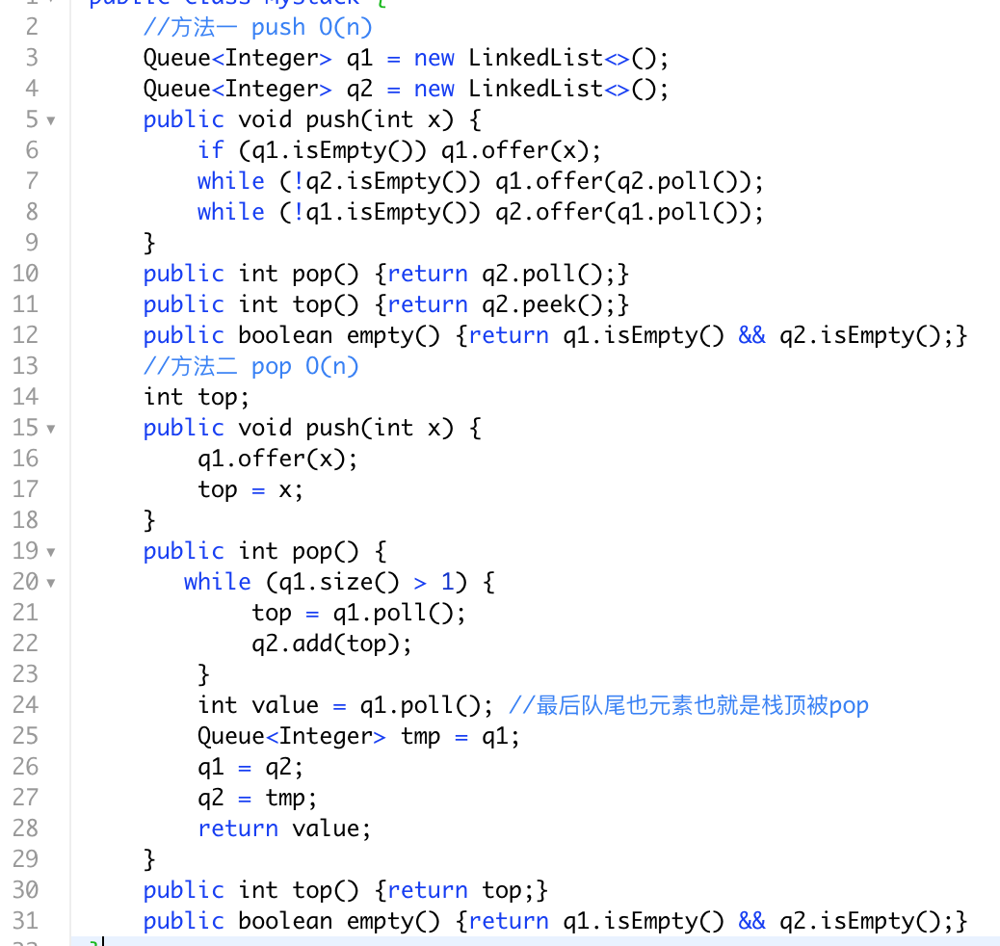 public class MyStack {
2 //方法一 push O(n)
3 Queue<Integer> q1 = new LinkedList<>();
4 Queue<Integer> q2 = new LinkedList<>();
5 public void push(int x) {
6 if (q1.isEmpty()) q1.offer(x);
7 while (!q2.isEmpty()) q1.offer(q2.poll());
8 while (!q1.isEmpty()) q2.offer(q1.poll());
9 }
10 public int pop() {return q2.poll();}
11 public int top() {return q2.peek();}
12 public boolean empty() {return q1.isEmpty() && q2.isEmpty();}
13 //方法二 pop O(n)
14 int top;
15 public void push(int x) {
16 q1.offer(x);
17 top = x;
18 }
19 public int pop() {
20 while (q1.size() > 1) {
21 top = q1.poll();
22 q2.add(top);
23 }
24 int value = q1.poll(); //最后队尾也元素也就是栈顶被pop
25 Queue<Integer> tmp = q1;
26 q1 = q2;
27 q2 = tmp;
28 return value;
29 }
30 public int top() {return top;}
31 public boolean empty() {return q1.isEmpty() && q2.isEmpty();}
}